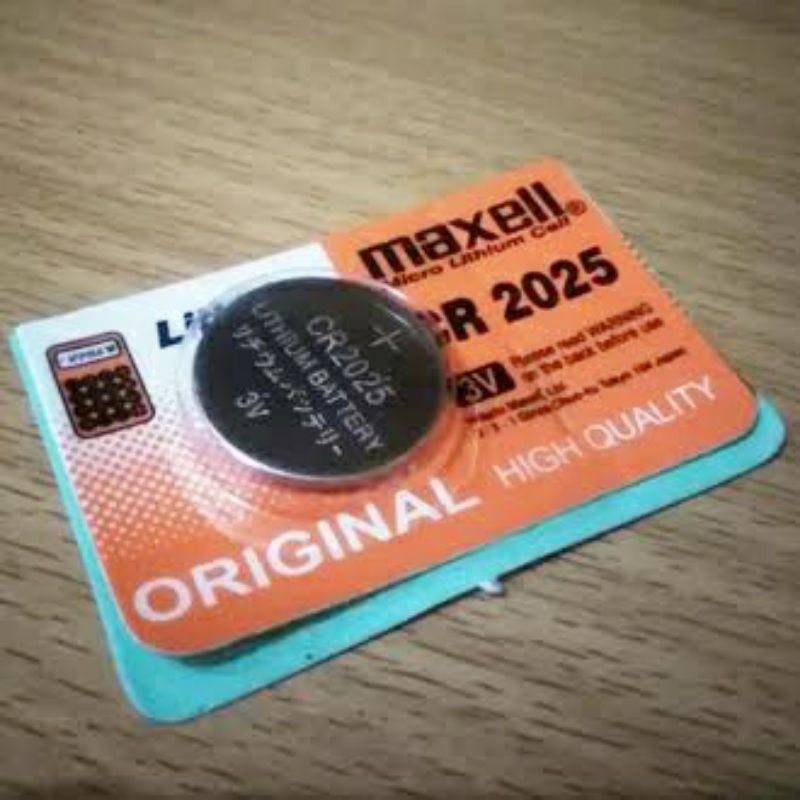 maxell®
Micro Lithium Cell
CR 2025
Li
3V
Please read WARNING
on the back before use
ORIGINAL
HIGH QUALITY
+
CR2025
LITHIUM BATTERY
リチウムバッテリー
3V